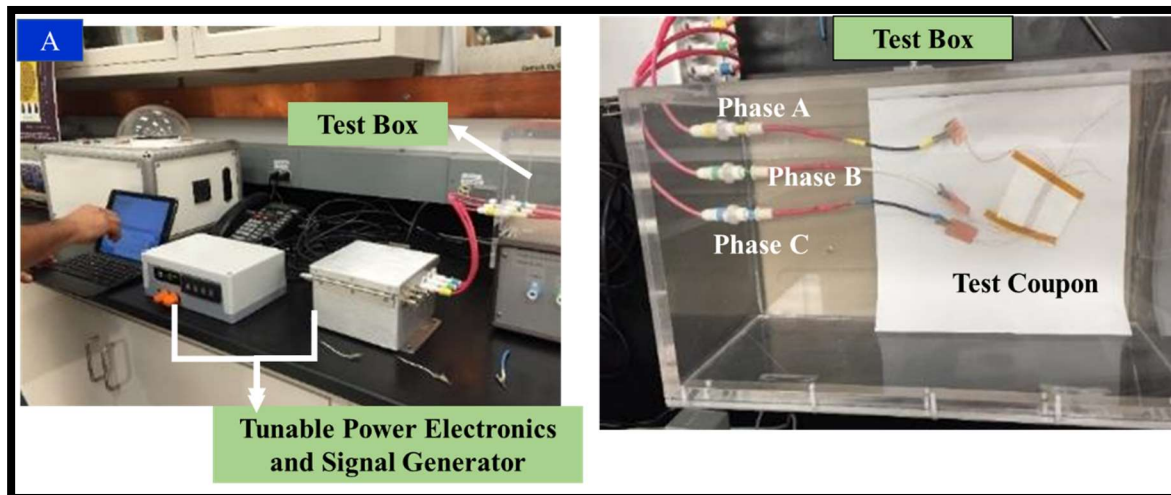 A
Test Box
Tunable Power Electronics
and Signal Generator
Test Box
Phase A
Phase B
Phase C
Test Coupon